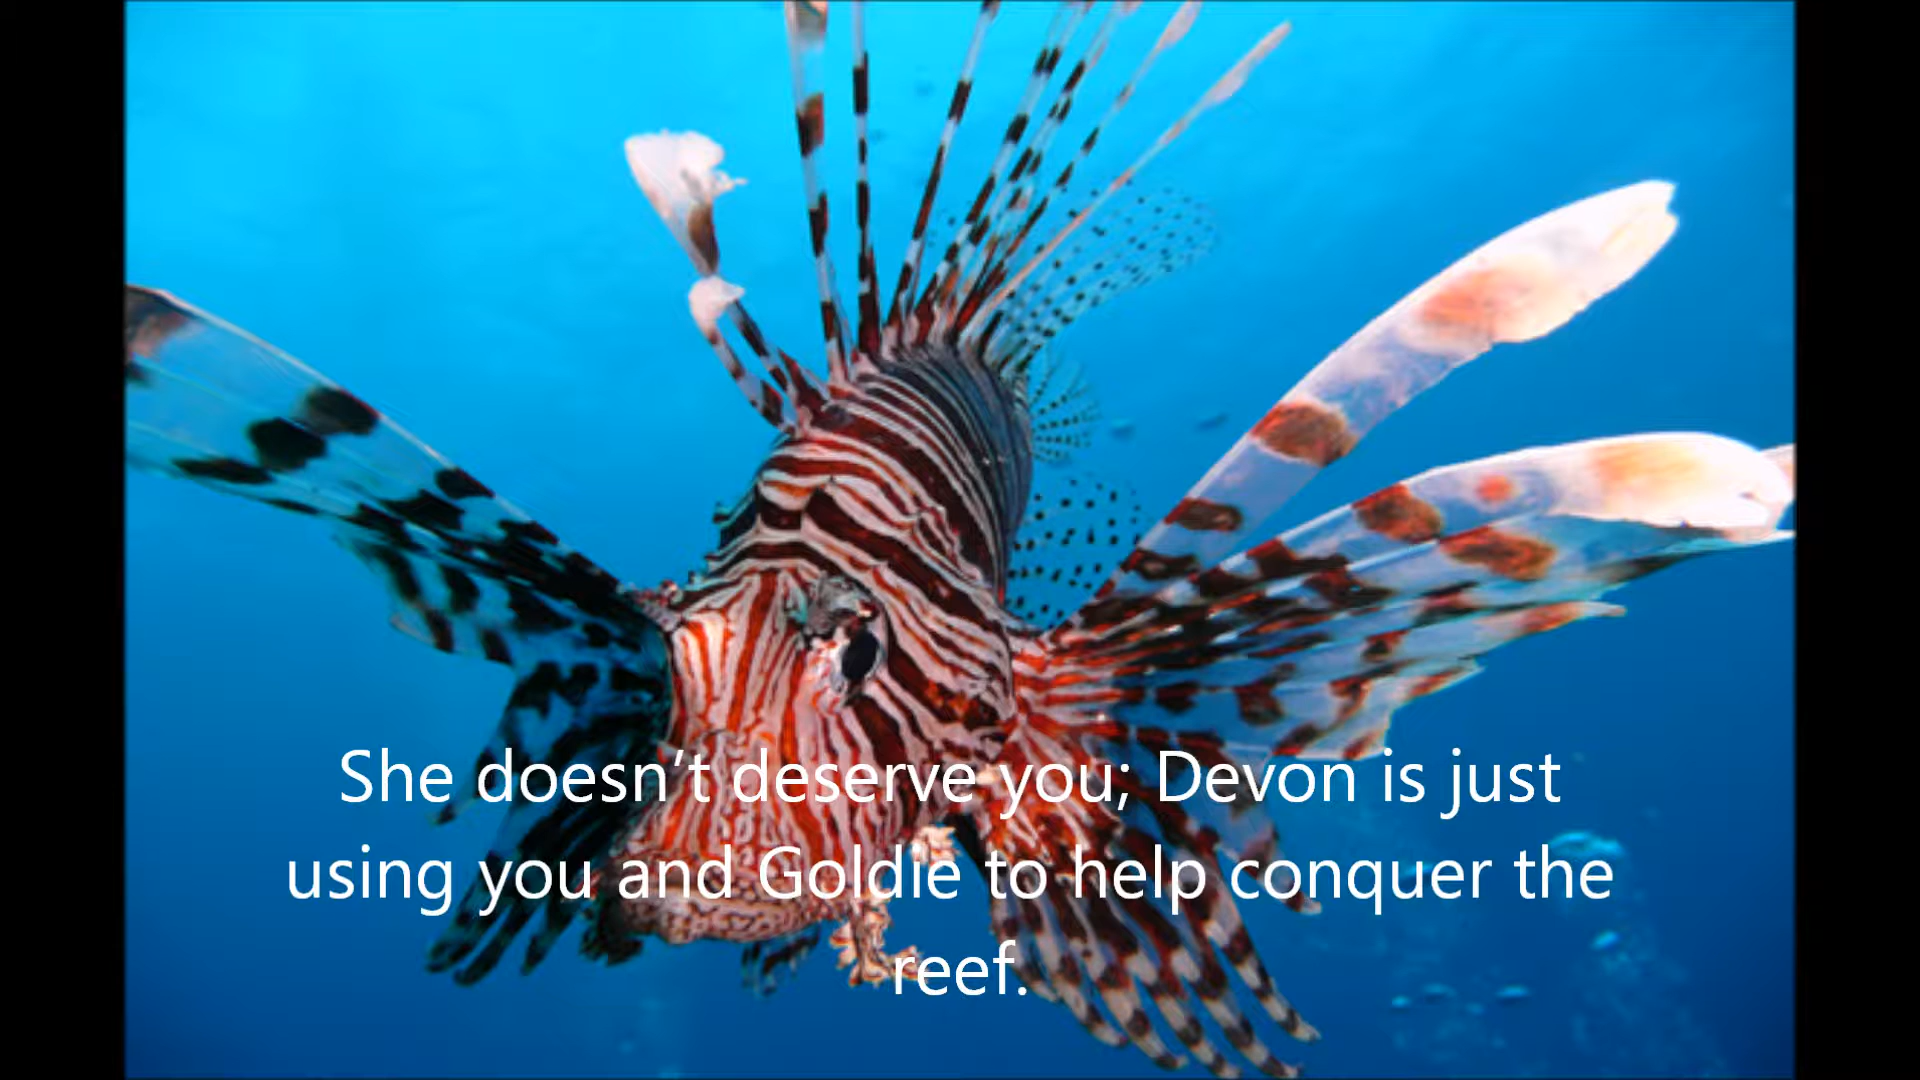 She doesn’t deserve you; Devon is just
using you and Goldie to help conquer the
reef.